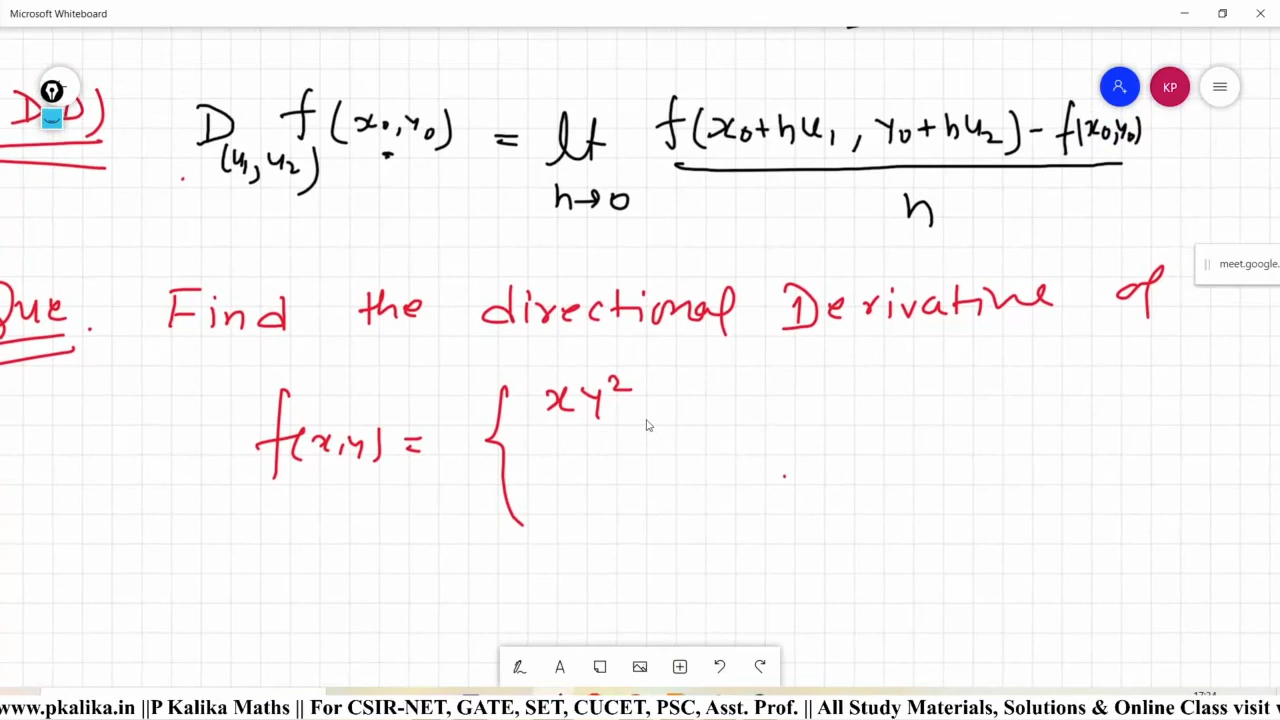 Microsoft Whiteboard
D D)
D(u₁, u₂) f(x₀, y₀) = lt h→0 f(x₀+hu₁, y₀+hu₂) - f(x₀, y₀)
h
KP
meet.google.
Que. Find the directional Derivative of
f(x,y) = { xy²
A
www.pkalika.in ||P Kalika Maths || For CSIR-NET, GATE, SET, CUCET, PSC, Asst. Prof. || All Study Materials, Solutions & Online Class visit w